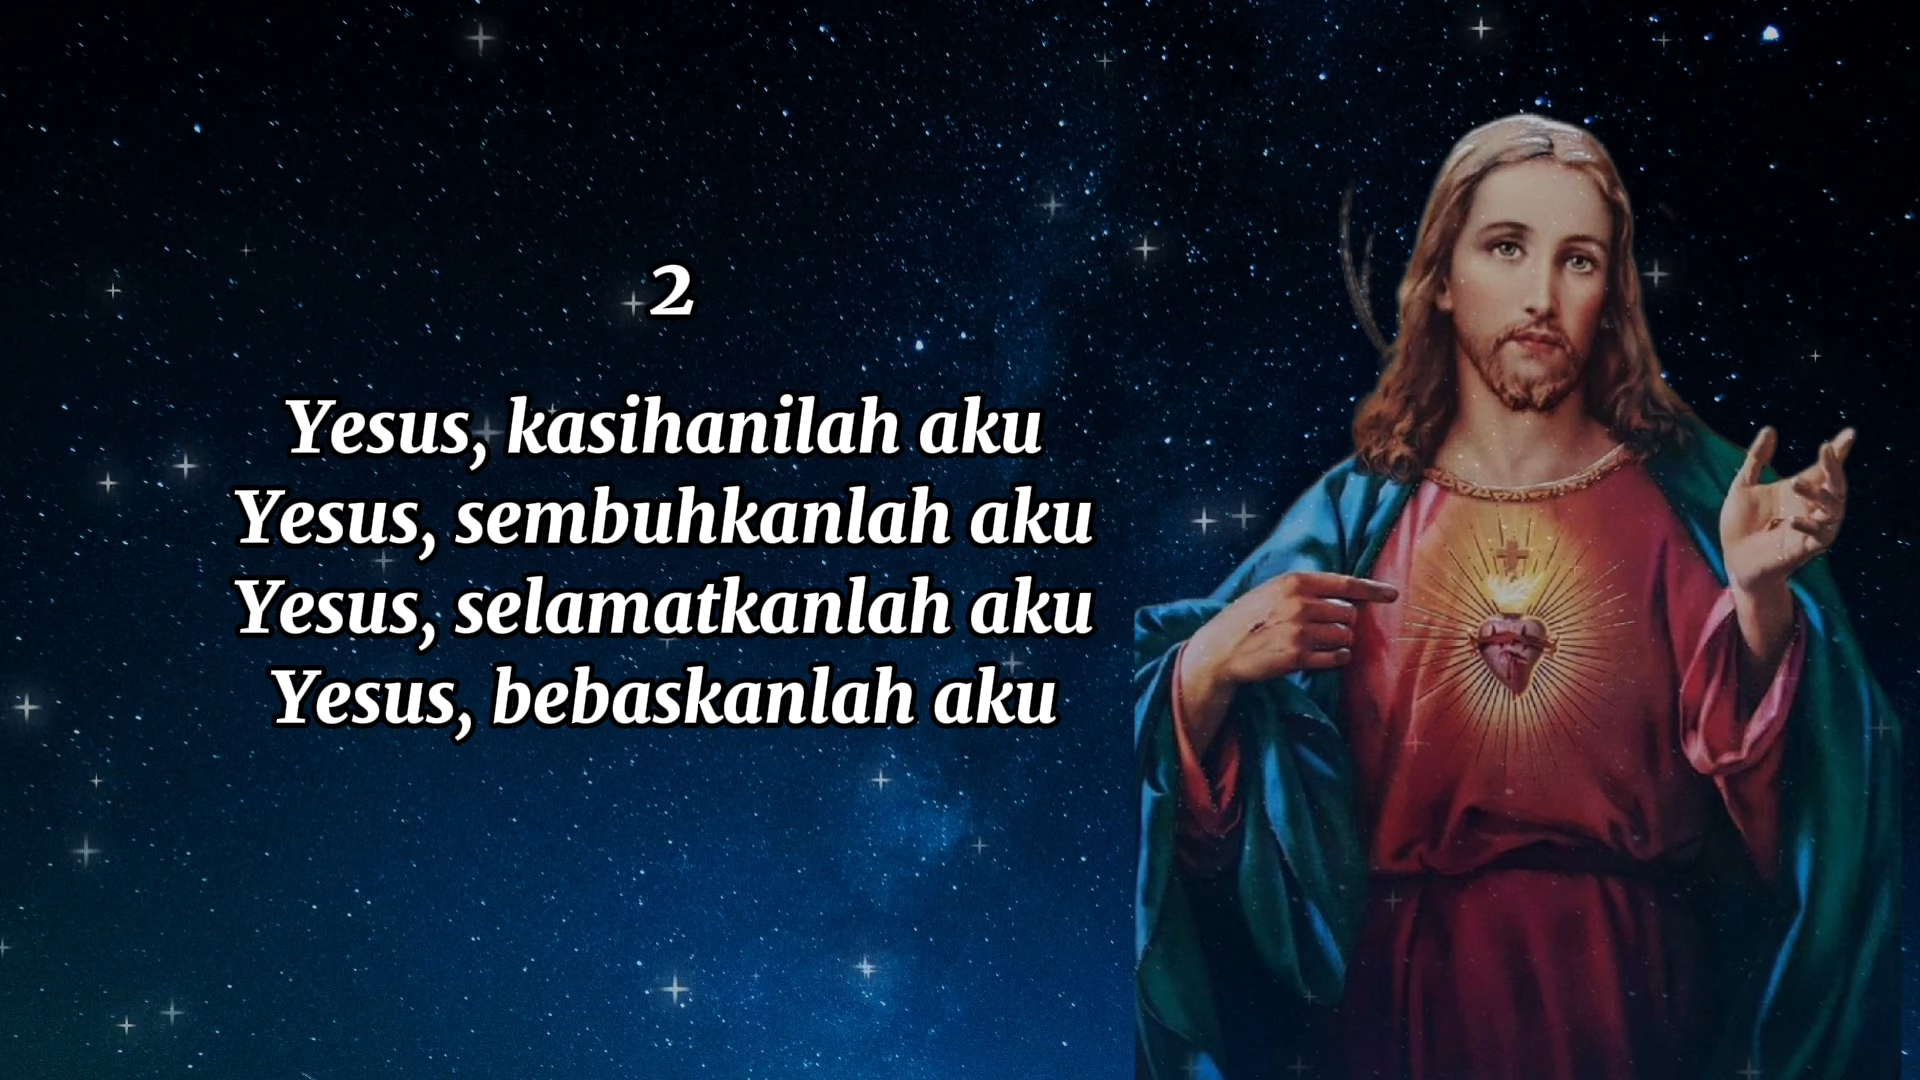 2
Yesus, kasihanilah aku
Yesus, sembuhkanlah aku
Yesus, selamatkanlah aku
Yesus, bebaskanlah aku